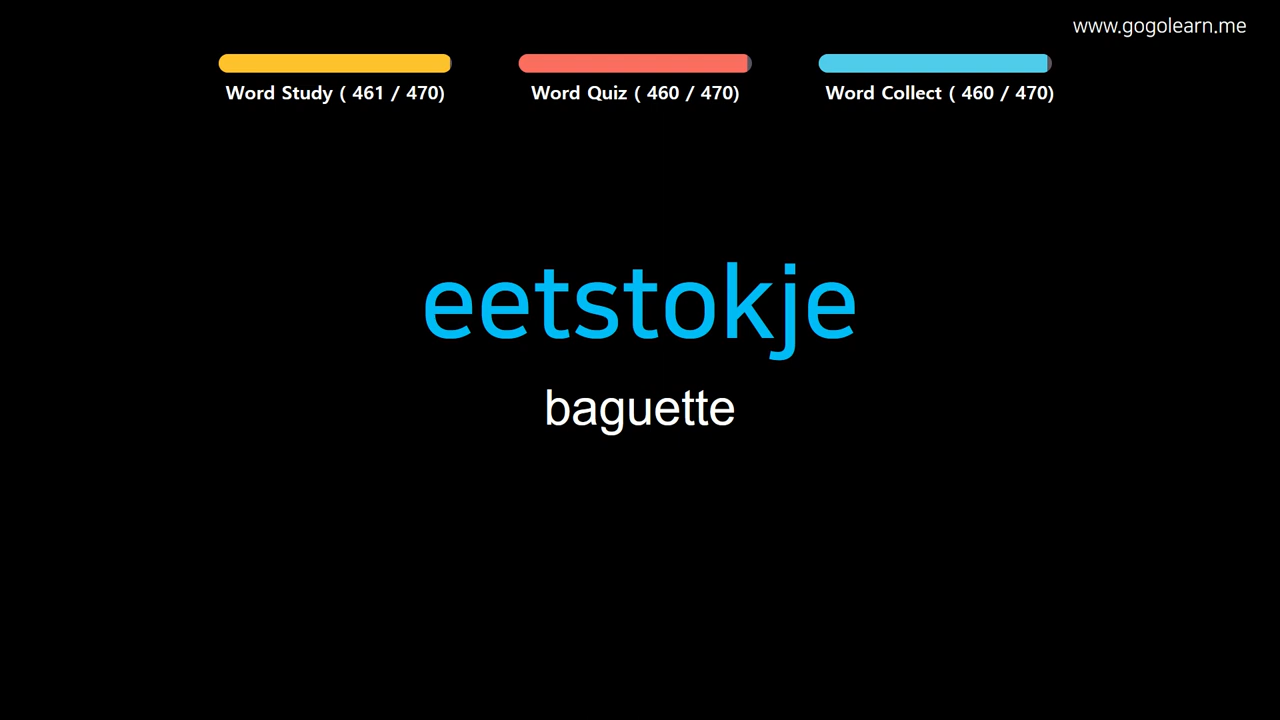 www.gogolearn.me
Word Study ( 461 / 470)
Word Quiz ( 460 / 470)
Word Collect ( 460 / 470)
eetstokje
baguette